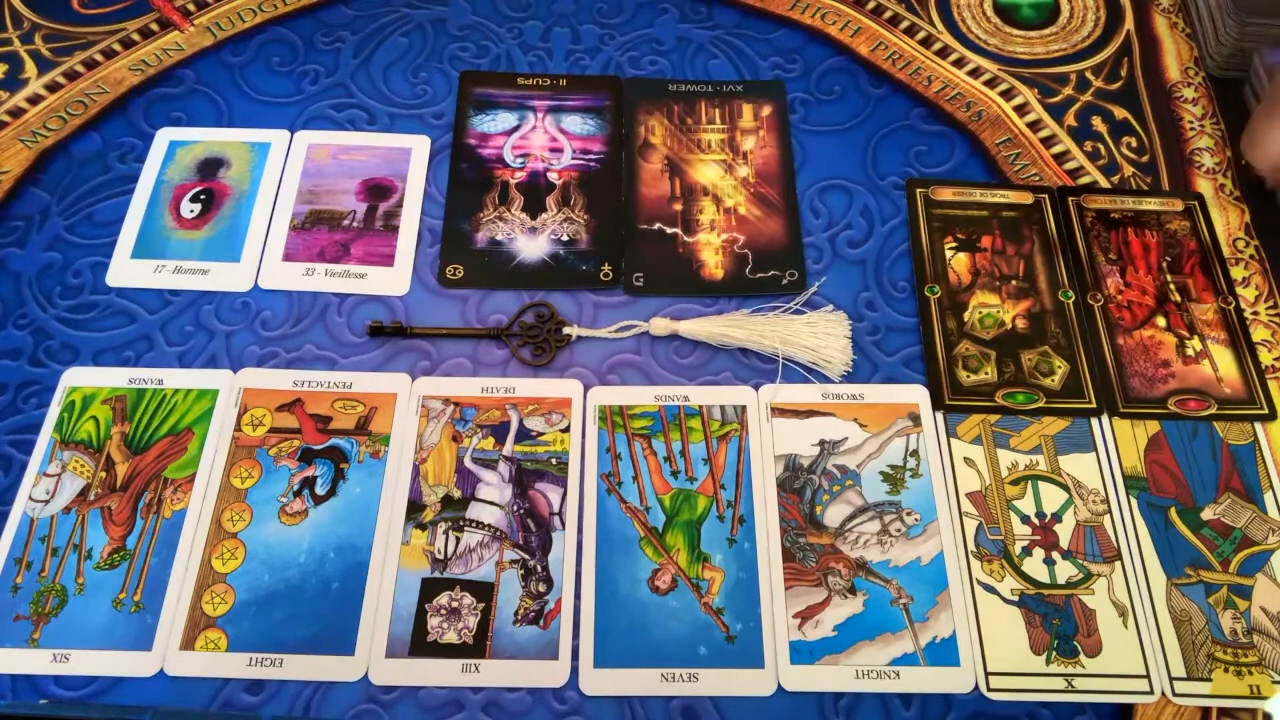 MOON SUN JUDGE
HIGH PRIESTESS EMP
17 - Homme
33 - Vieillesse
II · CUPS
XVI · TOWER
TROIS DE DENIER
CHEVALIER DE BATON
WANDS
SIX
PENTACLES
EIGHT
DEATH
XIII
WANDS
SEVEN
SWORDS
KNIGHT
X
II